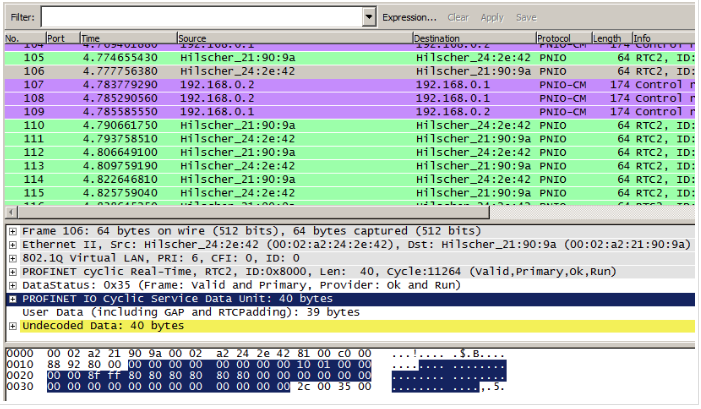 Filter: Expression... Clear Apply Save
No. Port Time Source Destination Protocol Length Info
104 4.769461880 192.168.0.1 192.168.0.2 PNIO-CM 174 Control r
105 4.774655430 Hilscher_21:90:9a Hilscher_24:2e:42 PNIO 64 RTC2, ID:
106 4.777756380 Hilscher_24:2e:42 Hilscher_21:90:9a PNIO 64 RTC2, ID:
107 4.783779290 192.168.0.2 192.168.0.1 PNIO-CM 174 Control r
108 4.785290560 192.168.0.1 192.168.0.2 PNIO-CM 174 Control r
109 4.785585550 192.168.0.2 192.168.0.1 PNIO-CM 174 Control r
110 4.790661750 Hilscher_21:90:9a Hilscher_24:2e:42 PNIO 64 RTC2, ID:
111 4.793758510 Hilscher_24:2e:42 Hilscher_21:90:9a PNIO 64 RTC2, ID:
112 4.806649100 Hilscher_21:90:9a Hilscher_24:2e:42 PNIO 64 RTC2, ID:
113 4.809759190 Hilscher_24:2e:42 Hilscher_21:90:9a PNIO 64 RTC2, ID:
114 4.822646810 Hilscher_21:90:9a Hilscher_24:2e:42 PNIO 64 RTC2, ID:
115 4.825759040 Hilscher_24:2e:42 Hilscher_21:90:9a PNIO 64 RTC2, ID:
Frame 106: 64 bytes on wire (512 bits), 64 bytes captured (512 bits)
Ethernet II, Src: Hilscher_24:2e:42 (00:02:a2:24:2e:42), Dst: Hilscher_21:90:9a (00:02:a2:21:90:9a)
802.1Q Virtual LAN, PRI: 6, CFI: 0, ID: 0
PROFINET cyclic Real-Time, RTC2, ID:0x8000, Len: 40, Cycle:11264 (Valid,Primary,Ok,Run)
DataStatus: 0x35 (Frame: Valid and Primary, Provider: Ok and Run)
PROFINET IO Cyclic Service Data Unit: 40 bytes
User Data (including GAP and RTCPadding): 39 bytes
Undecoded Data: 40 bytes
0000 00 02 a2 21 90 9a 00 02 a2 24 2e 42 81 00 c0 00 ...!.... .$.B....
0010 88 92 80 00 00 00 00 00 00 00 00 00 10 01 00 00 ........ ........
0020 00 00 8f ff 80 80 80 80 80 80 00 00 00 00 00 00 ........ ........
0030 00 00 00 00 00 00 00 00 00 00 00 00 2c 00 35 00 ........ ....,.5.